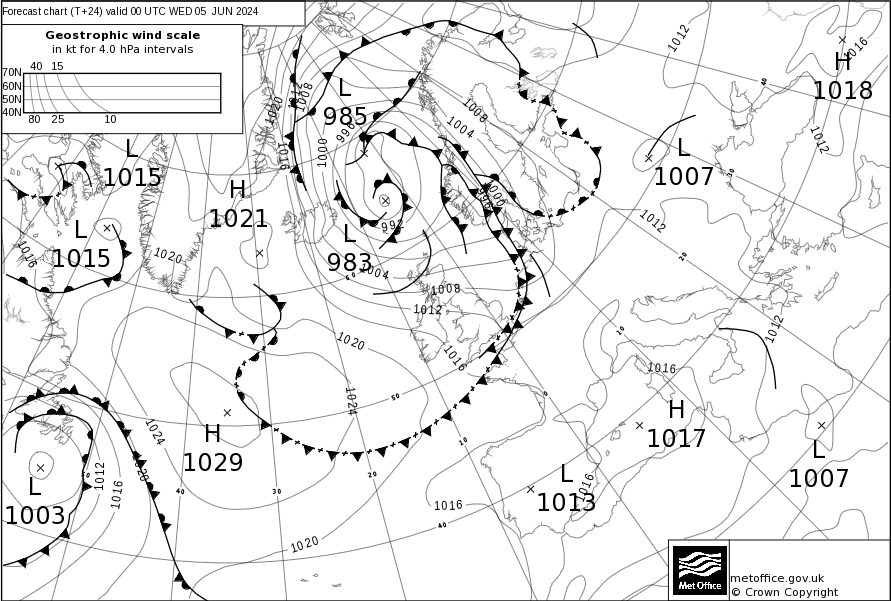 Forecast chart (T+24) valid 00 UTC WED 05 JUN 2024
Geostrophic wind scale
in kt for 4.0 hPa intervals
40 15
70N
60N
50N
40N
80 25 10
L
985
L
1015
H
1021
L
1015
L
983
L
1007
H
1018
H
1029
L
1003
H
1017
L
1013
L
1007
1020
1012
1008
1016
1000
996
1008
1004
1000
996
992
1004
1008
1012
1016
1020
1024
1016
1020
1024
1020
1012
1016
1020
1016
1016
1016
1012
1012
1016
1012
1012
60
50
40
30
20
10
0
10
20
30
40
40
50
Met Office
metoffice.gov.uk
© Crown Copyright